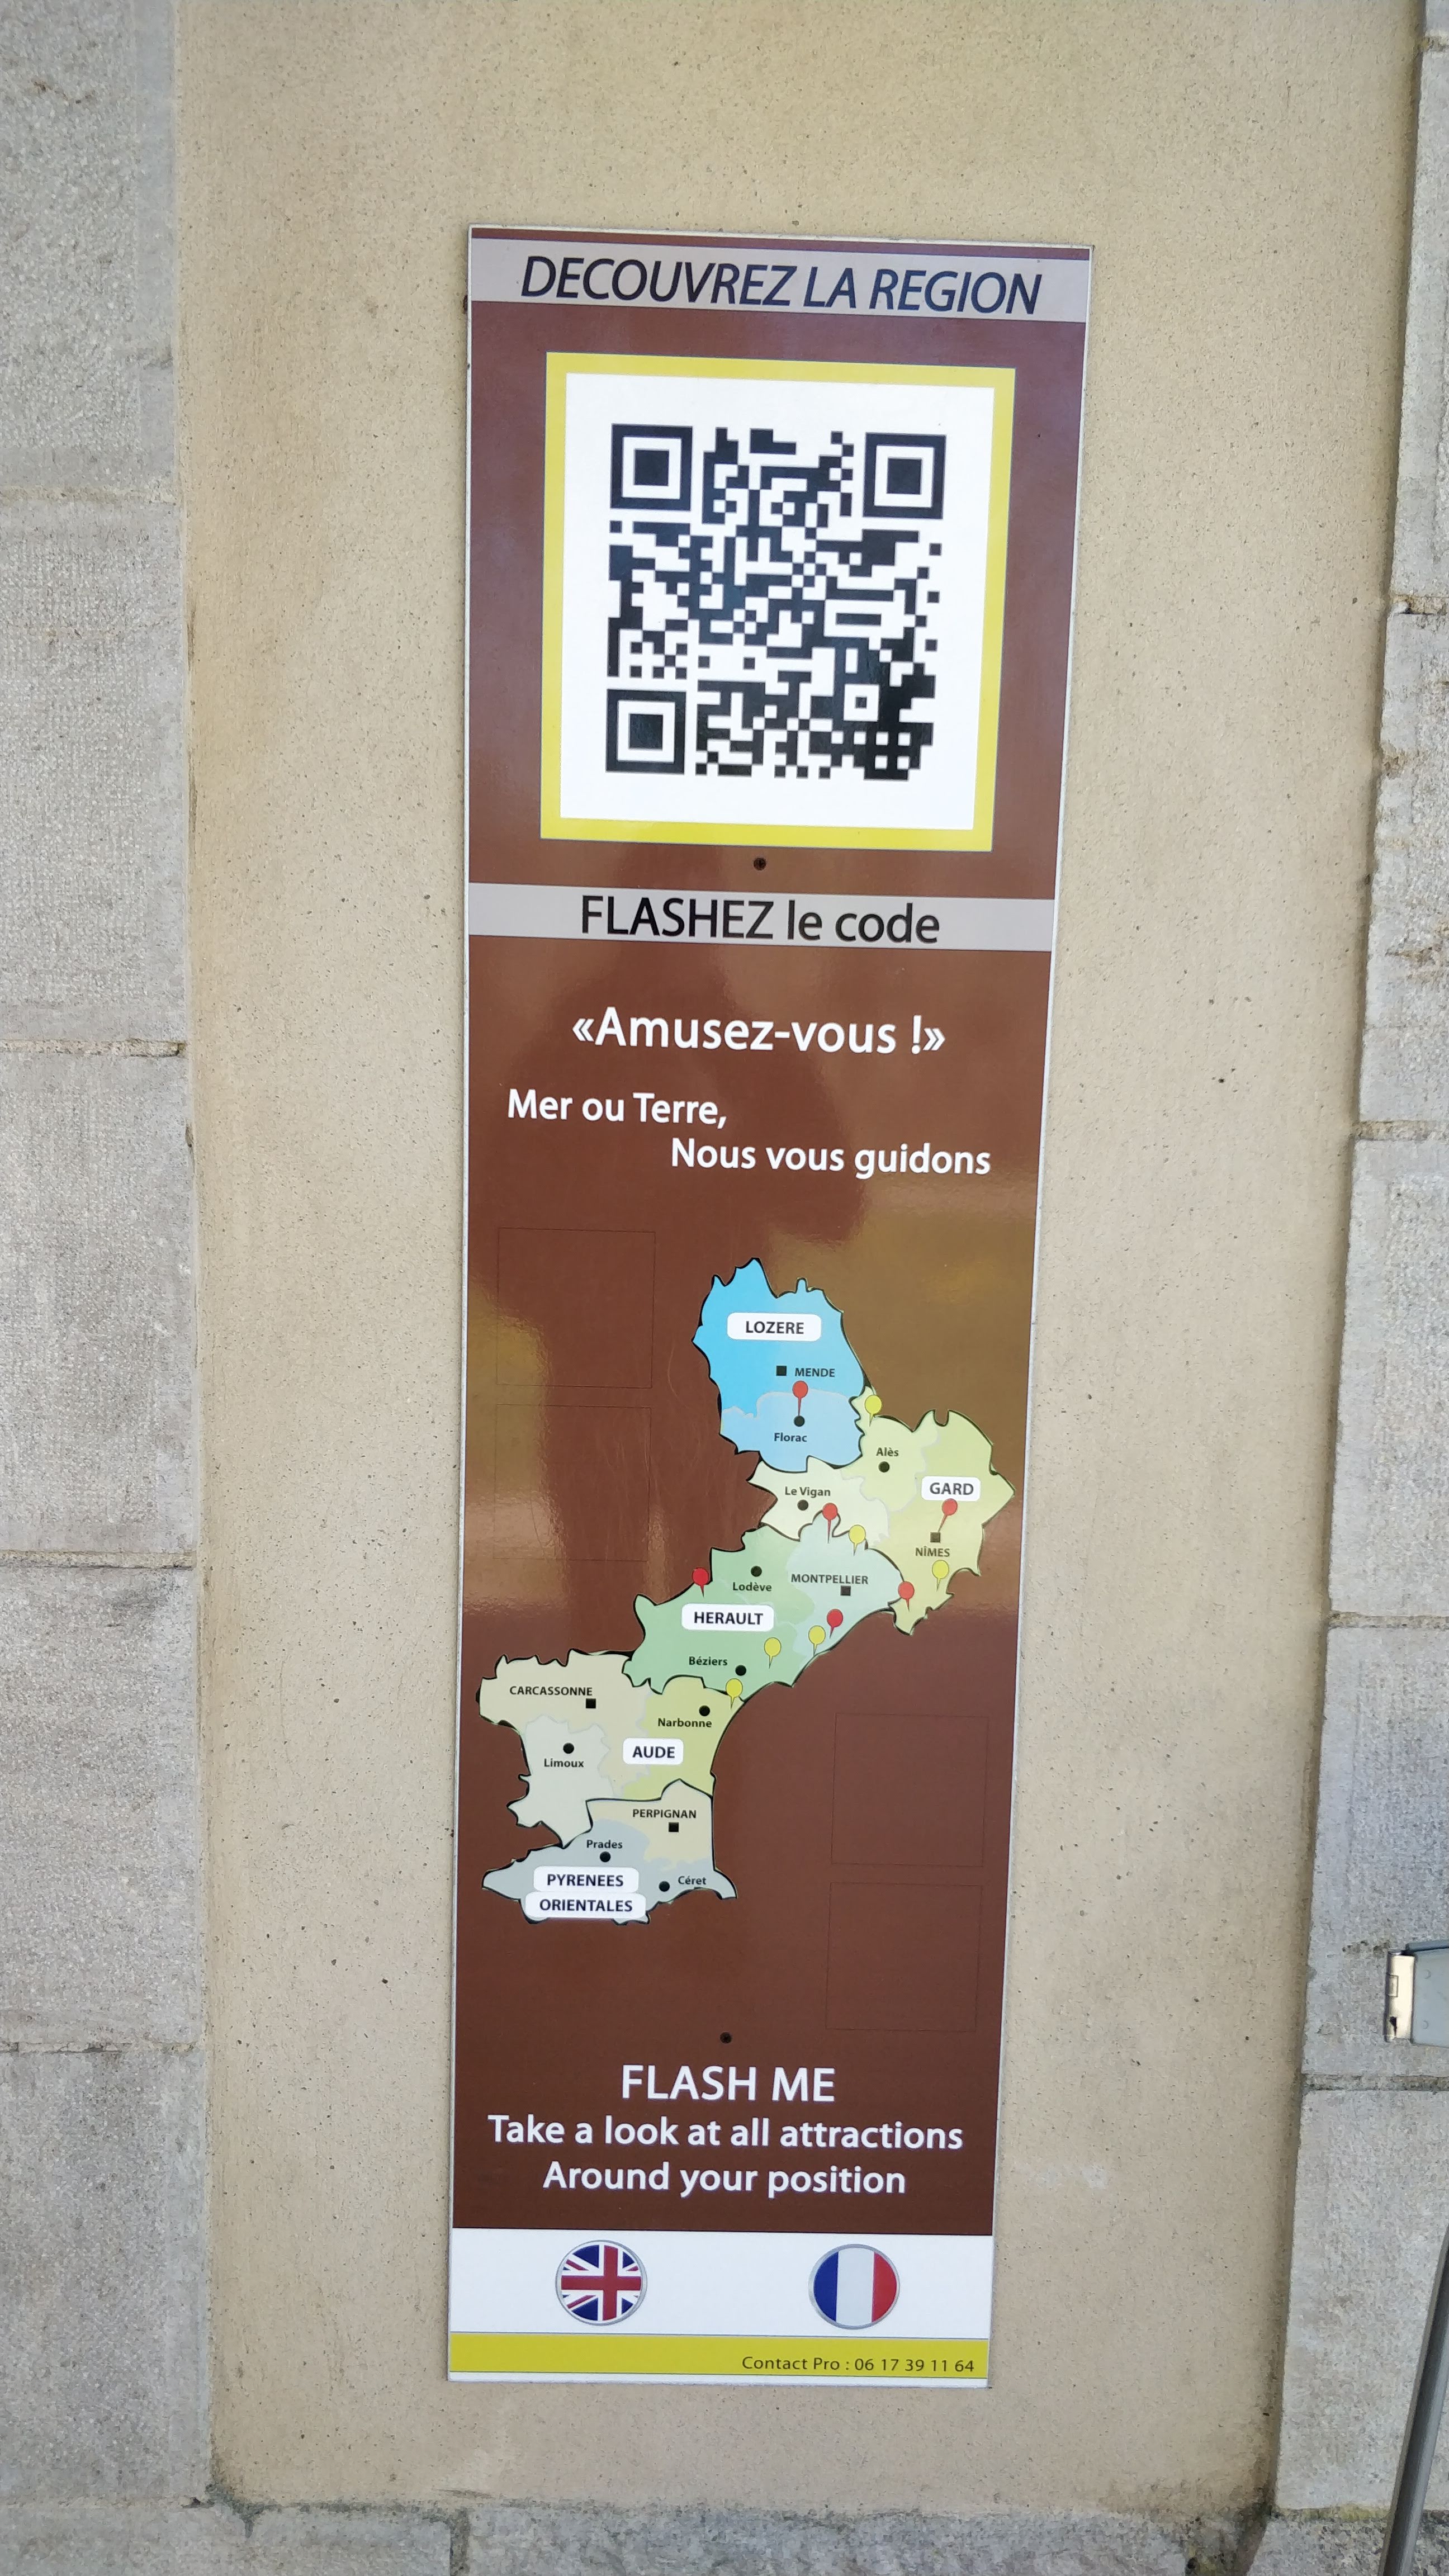 DECOUVREZ LA REGION
FLASHEZ le code
«Amusez-vous !»
Mer ou Terre,
Nous vous guidons
LOZERE
MENDE
Florac
Alès
Le Vigan
GARD
NÎMES
Lodève
MONTPELLIER
HERAULT
Béziers
CARCASSONNE
Narbonne
Limoux
AUDE
PERPIGNAN
Prades
PYRENEES
Céret
ORIENTALES
FLASH ME
Take a look at all attractions
Around your position
Contact Pro : 06 17 39 11 64